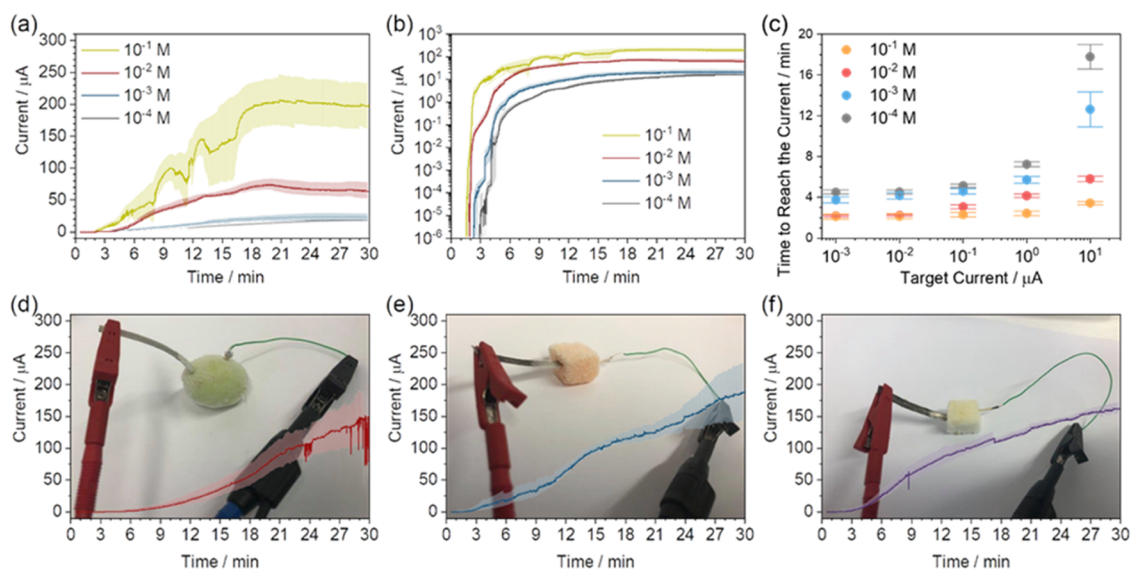 (a)
Current / μA
300
250
200
150
100
50
0
10⁻¹ M
10⁻² M
10⁻³ M
10⁻⁴ M
0 3 6 9 12 15 18 21 24 27 30
Time / min
(b)
Current / μA
10³
10²
10¹
10⁰
10⁻¹
10⁻²
10⁻³
10⁻⁴
10⁻⁵
10⁻⁶
10⁻¹ M
10⁻² M
10⁻³ M
10⁻⁴ M
0 3 6 9 12 15 18 21 24 27 30
Time / min
(c)
Time to Reach the Current / min
20
16
12
8
4
0
10⁻¹ M
10⁻² M
10⁻³ M
10⁻⁴ M
10⁻³ 10⁻² 10⁻¹ 10⁰ 10¹
Target Current / μA
(d)
Current / μA
300
250
200
150
100
50
0
0 3 6 9 12 15 18 21 24 27 30
Time / min
(e)
Current / μA
300
250
200
150
100
50
0
0 3 6 9 12 15 18 21 24 27 30
Time / min
(f)
Current / μA
300
250
200
150
100
50
0
0 3 6 9 12 15 18 21 24 27 30
Time / min